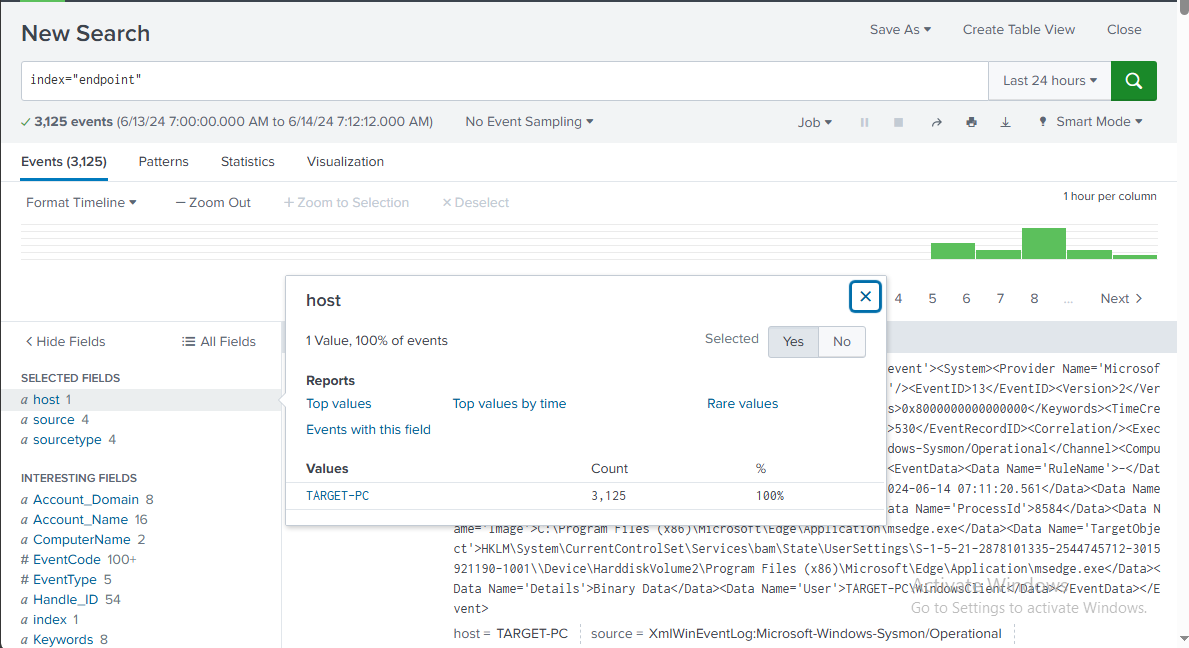 New Search
Save As
Create Table View
Close
index="endpoint"
Last 24 hours
3,125 events (6/13/24 7:00:00.000 AM to 6/14/24 7:12:12.000 AM)
No Event Sampling
Job
Smart Mode
Events (3,125)
Patterns
Statistics
Visualization
Format Timeline
— Zoom Out
+ Zoom to Selection
× Deselect
1 hour per column
4 5 6 7 8 ... Next >
< Hide Fields
All Fields
SELECTED FIELDS
a host 1
a source 4
a sourcetype 4
INTERESTING FIELDS
a Account_Domain 8
a Account_Name 16
a ComputerName 2
# EventCode 100+
# EventType 5
a Handle_ID 54
a index 1
a Keywords 8
host
×
1 Value, 100% of events
Selected
Yes
No
Reports
Top values
Top values by time
Rare values
Events with this field
Values Count %
TARGET-PC 3,125 100%
event'><System><Provider Name='Microsof
'/><EventID>13</EventID><Version>2</Ver
s>0x8000000000000000</Keywords><TimeCre
>530</EventRecordID><Correlation/><Exec
dows-Sysmon/Operational</Channel><Compu
<EventData><Data Name='RuleName'>-</Dat
024-06-14 07:11:20.561</Data><Data Name
ata Name='ProcessId'>8584</Data><Data N
ame='Image'>C:\Program Files (x86)\Microsoft\Edge\Application\msedge.exe</Data><Data Name='TargetObje
ct'>HKLM\System\CurrentControlSet\Services\bam\State\UserSettings\S-1-5-21-2878101335-2544745712-3015
921190-1001\\Device\HarddiskVolume2\Program Files (x86)\Microsoft\Edge\Application\msedge.exe</Data><
Data Name='Details'>Binary Data</Data><Data Name='User'>TARGET-PC\WindowsClient</Data></EventData></E
vent>
host = TARGET-PC
source = XmlWinEventLog:Microsoft-Windows-Sysmon/Operational
Activate Windows
Go to Settings to activate Windows.